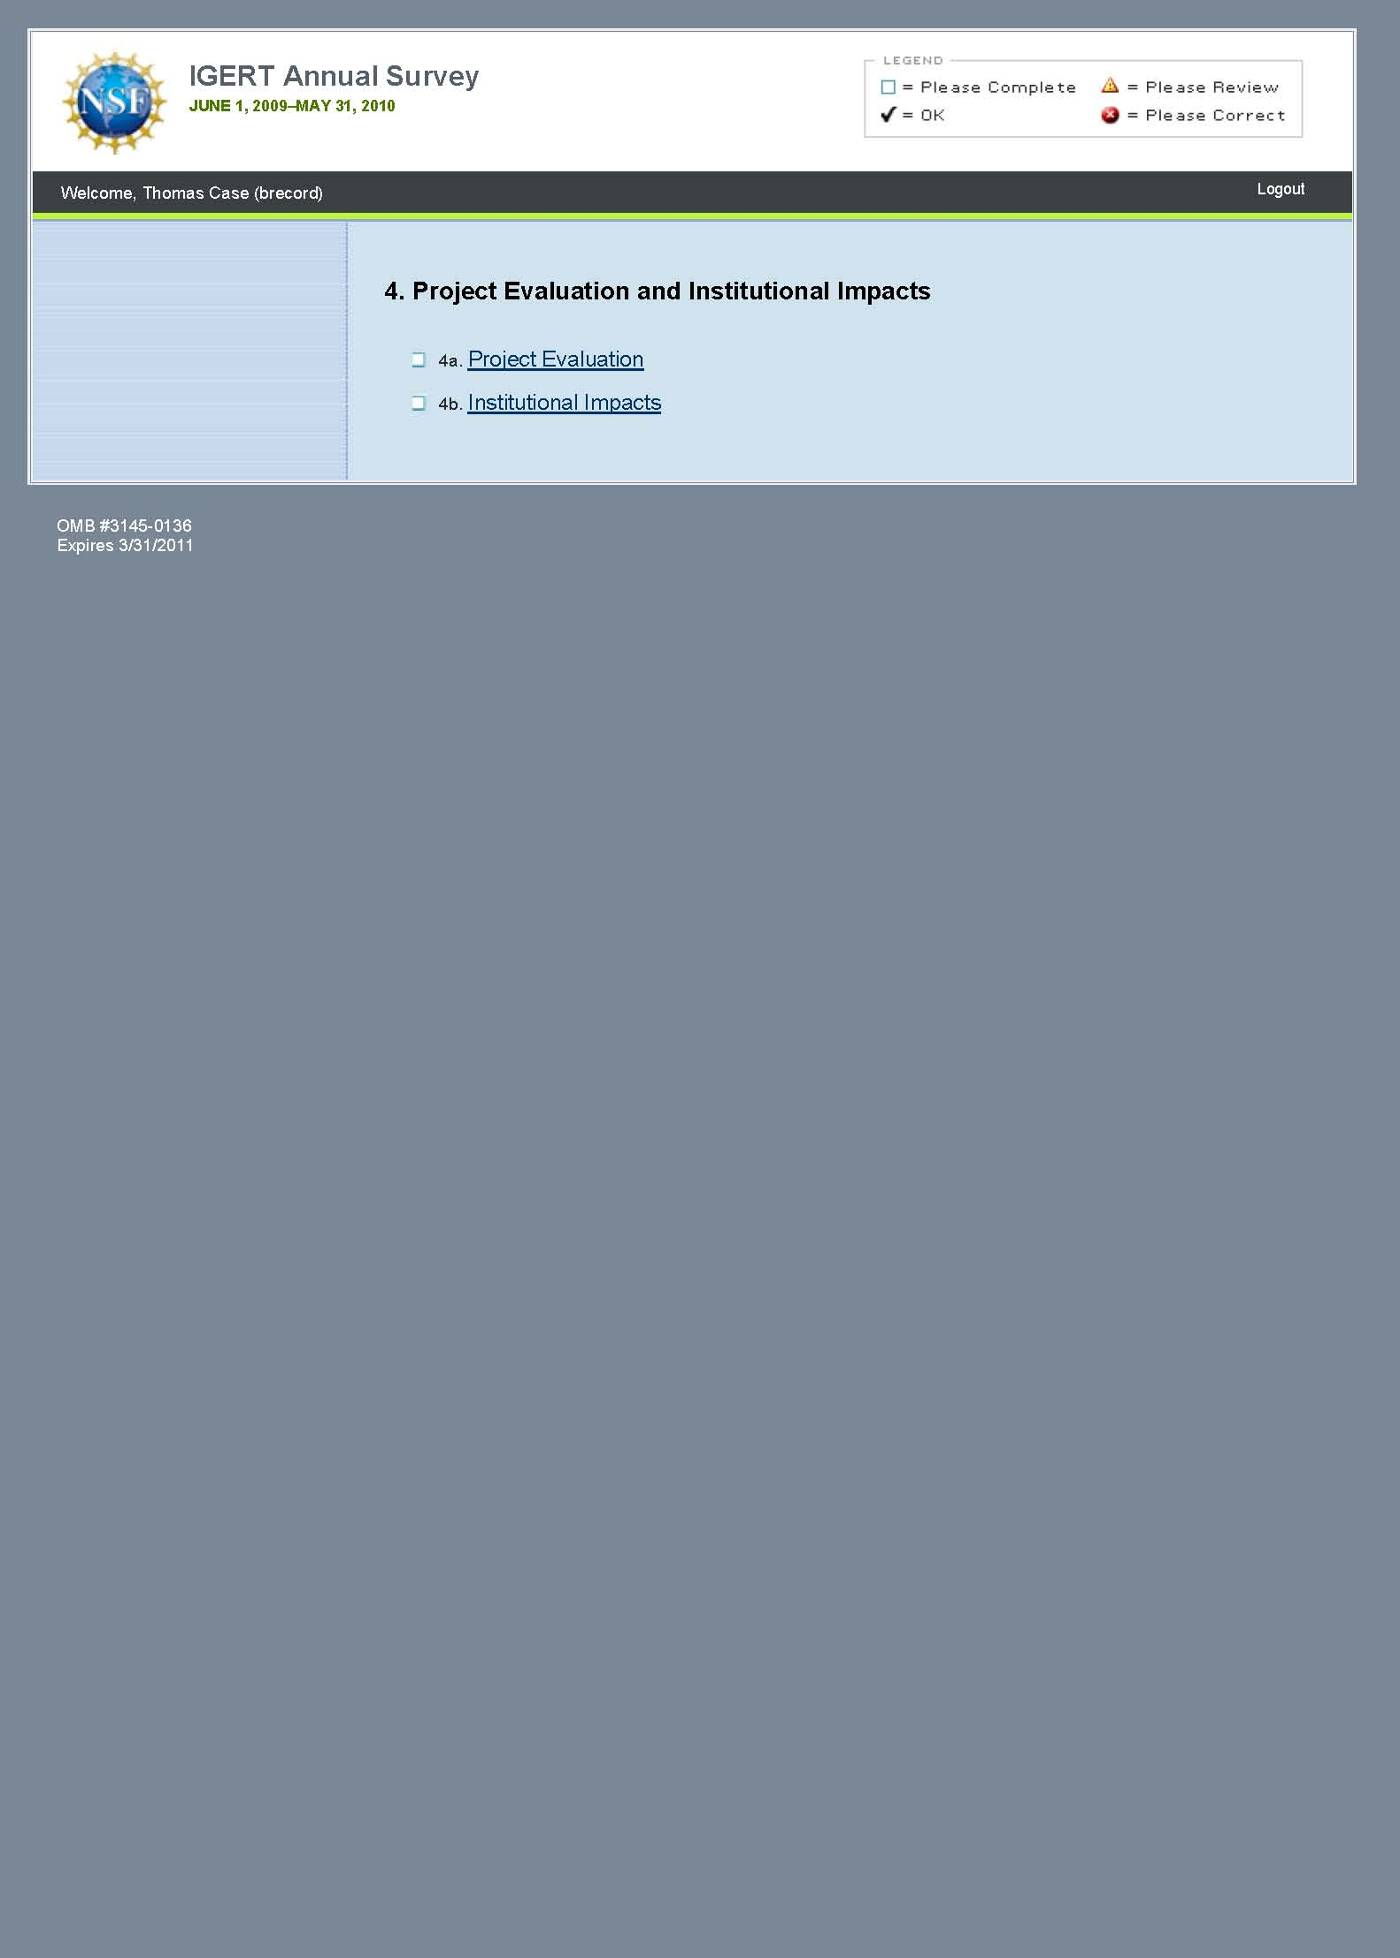 NSF
IGERT Annual Survey
JUNE 1, 2009–MAY 31, 2010
LEGEND
= Please Complete
= Please Review
= OK
= Please Correct
Welcome, Thomas Case (brecord)
Logout
4. Project Evaluation and Institutional Impacts
4a. Project Evaluation
4b. Institutional Impacts
OMB #3145-0136
Expires 3/31/2011